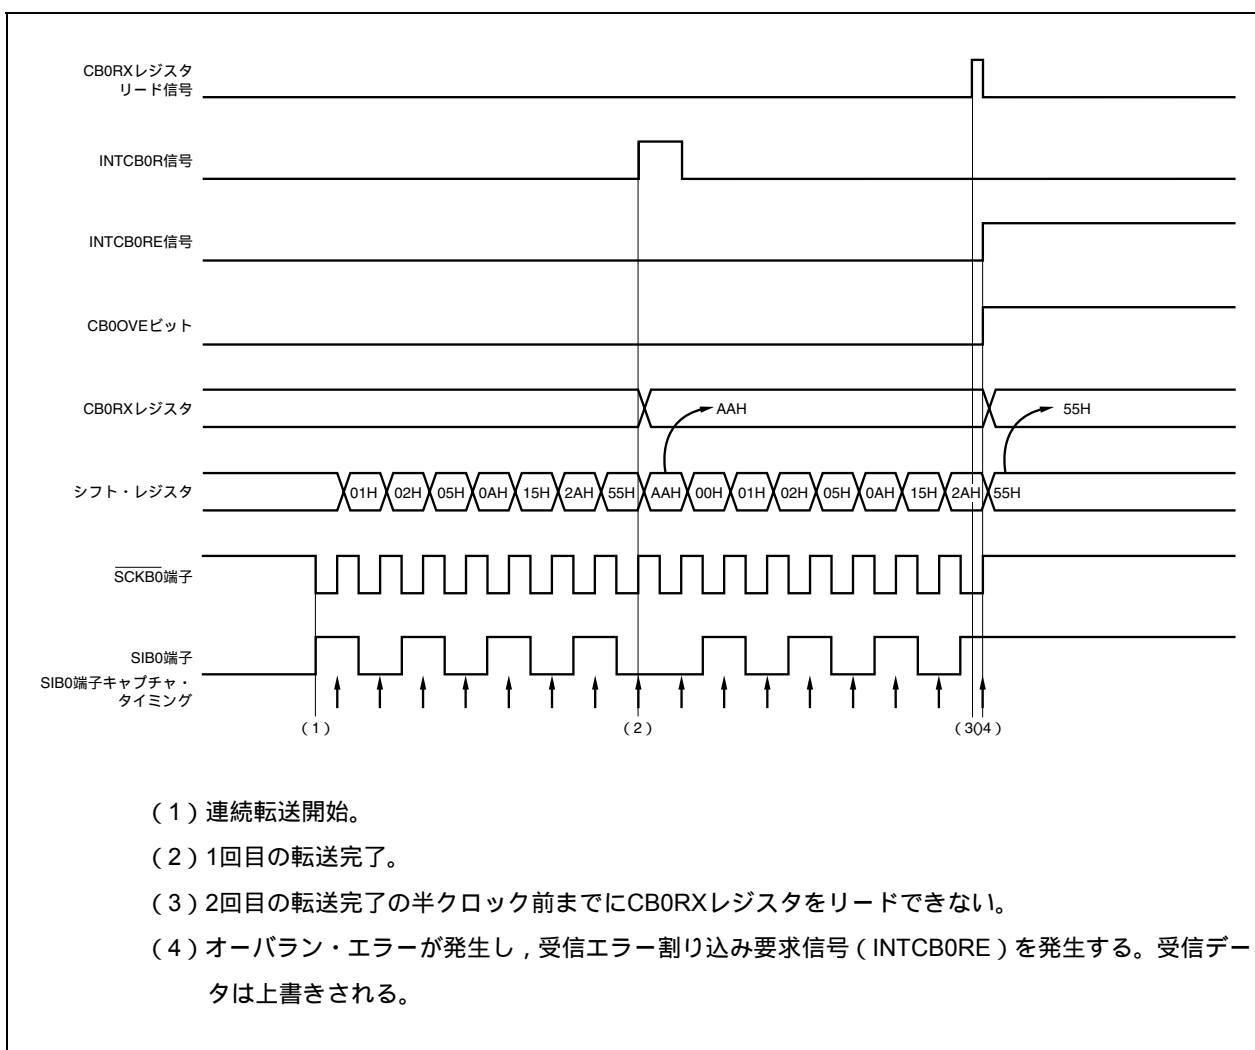 CB0RXレジスタ
リード信号
INTCB0R信号
INTCB0RE信号
CB0OVEビット
CB0RXレジスタ
AAH
55H
シフト・レジスタ
01H
02H
05H
0AH
15H
2AH
55H
AAH
00H
01H
02H
05H
0AH
15H
2AH
55H
SCKB0端子
SIB0端子
SIB0端子キャプチャ・
タイミング
(1)
(2)
(3)(4)
(1)連続転送開始。
(2)1回目の転送完了。
(3)2回目の転送完了の半クロック前までにCB0RXレジスタをリードできない。
(4)オーバラン・エラーが発生し,受信エラー割り込み要求信号(INTCB0RE)を発生する。受信デー
タは上書きされる。